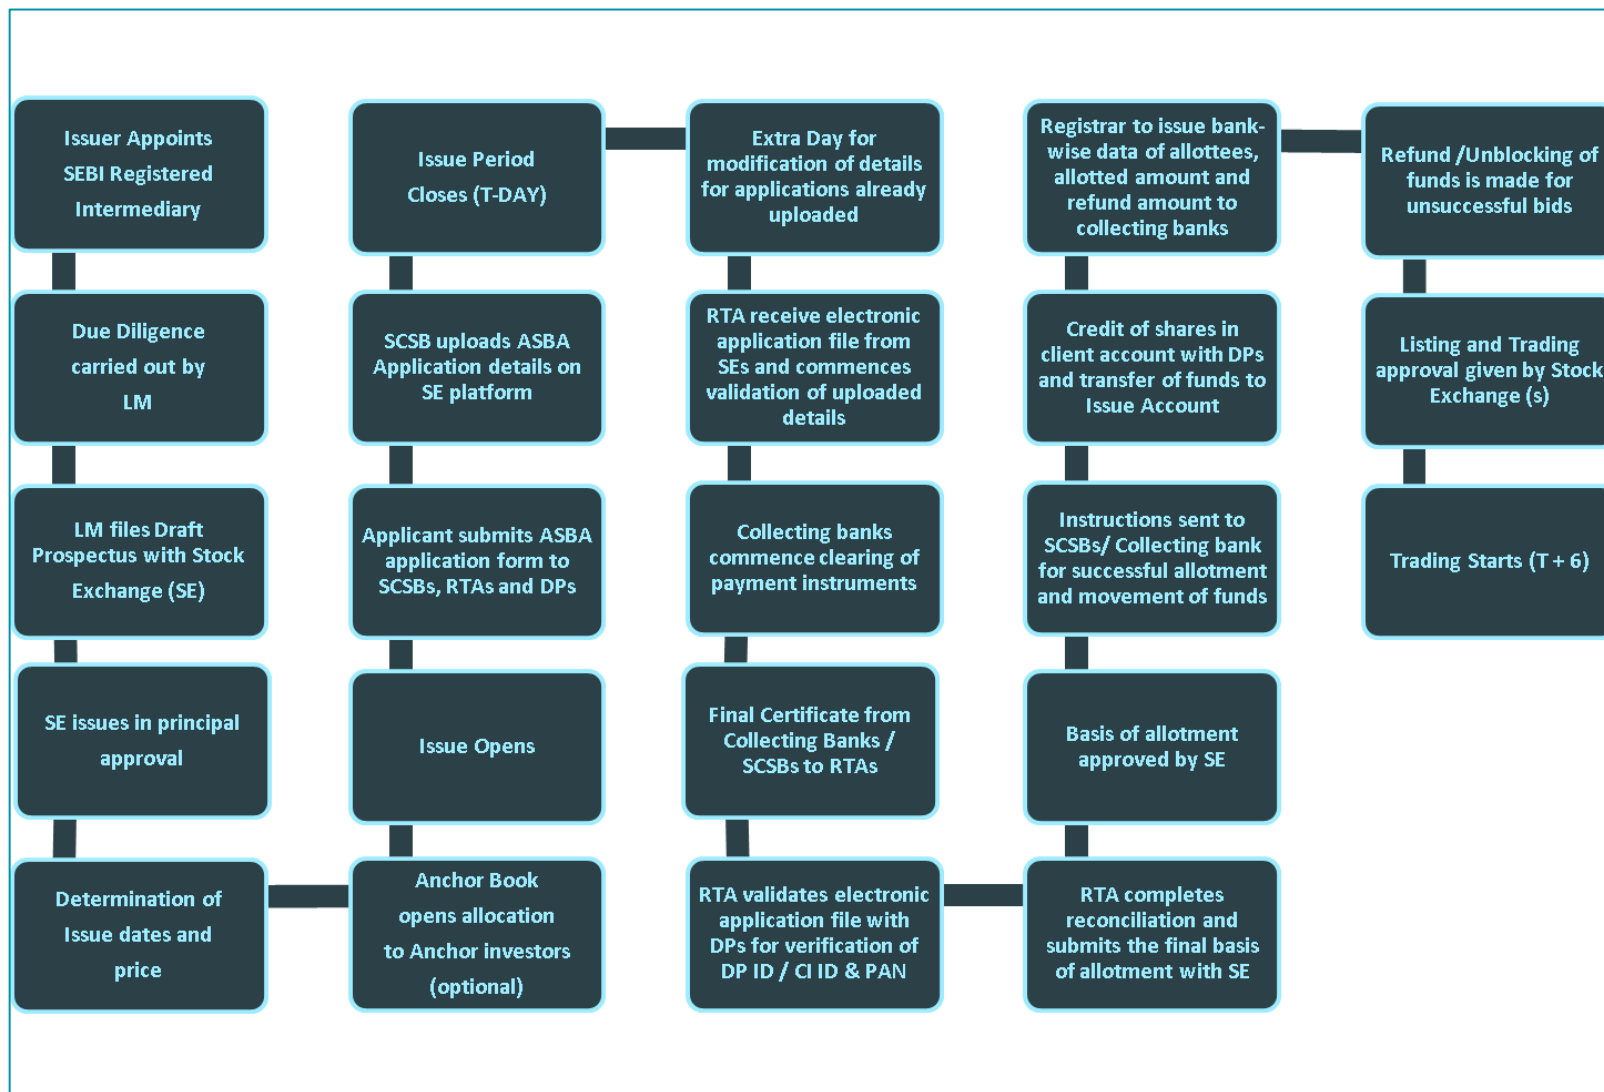 Issuer Appoints
SEBI Registered
Intermediary
Due Diligence
carried out by
LM
LM files Draft
Prospectus with Stock
Exchange (SE)
SE issues in principal
approval
Determination of
Issue dates and
price
Anchor Book
opens allocation
to Anchor investors
(optional)
Issue Opens
Applicant submits ASBA
application form to
SCSBs, RTAs and DPs
SCSB uploads ASBA
Application details on
SE platform
Issue Period
Closes (T-DAY)
Extra Day for
modification of details
for applications already
uploaded
RTA receive electronic
application file from
SEs and commences
validation of uploaded
details
Collecting banks
commence clearing of
payment instruments
Final Certificate from
Collecting Banks /
SCSBs to RTAs
RTA validates electronic
application file with
DPs for verification of
DP ID / CI ID & PAN
RTA completes
reconciliation and
submits the final basis
of allotment with SE
Basis of allotment
approved by SE
Instructions sent to
SCSBs/ Collecting bank
for successful allotment
and movement of funds
Credit of shares in
client account with DPs
and transfer of funds to
Issue Account
Registrar to issue bank-
wise data of allottees,
allotted amount and
refund amount to
collecting banks
Refund /Unblocking of
funds is made for
unsuccessful bids
Listing and Trading
approval given by Stock
Exchange (s)
Trading Starts (T + 6)